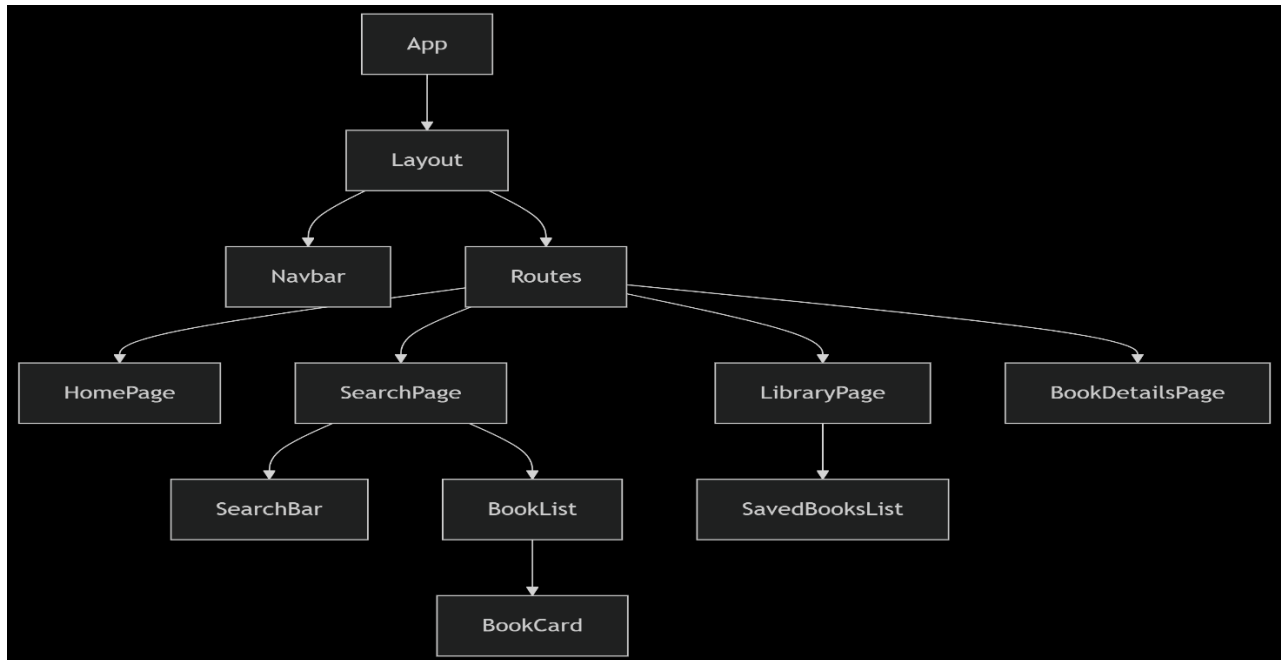 App
Layout
Navbar
Routes
HomePage
SearchPage
LibraryPage
BookDetailsPage
SearchBar
BookList
SavedBooksList
BookCard